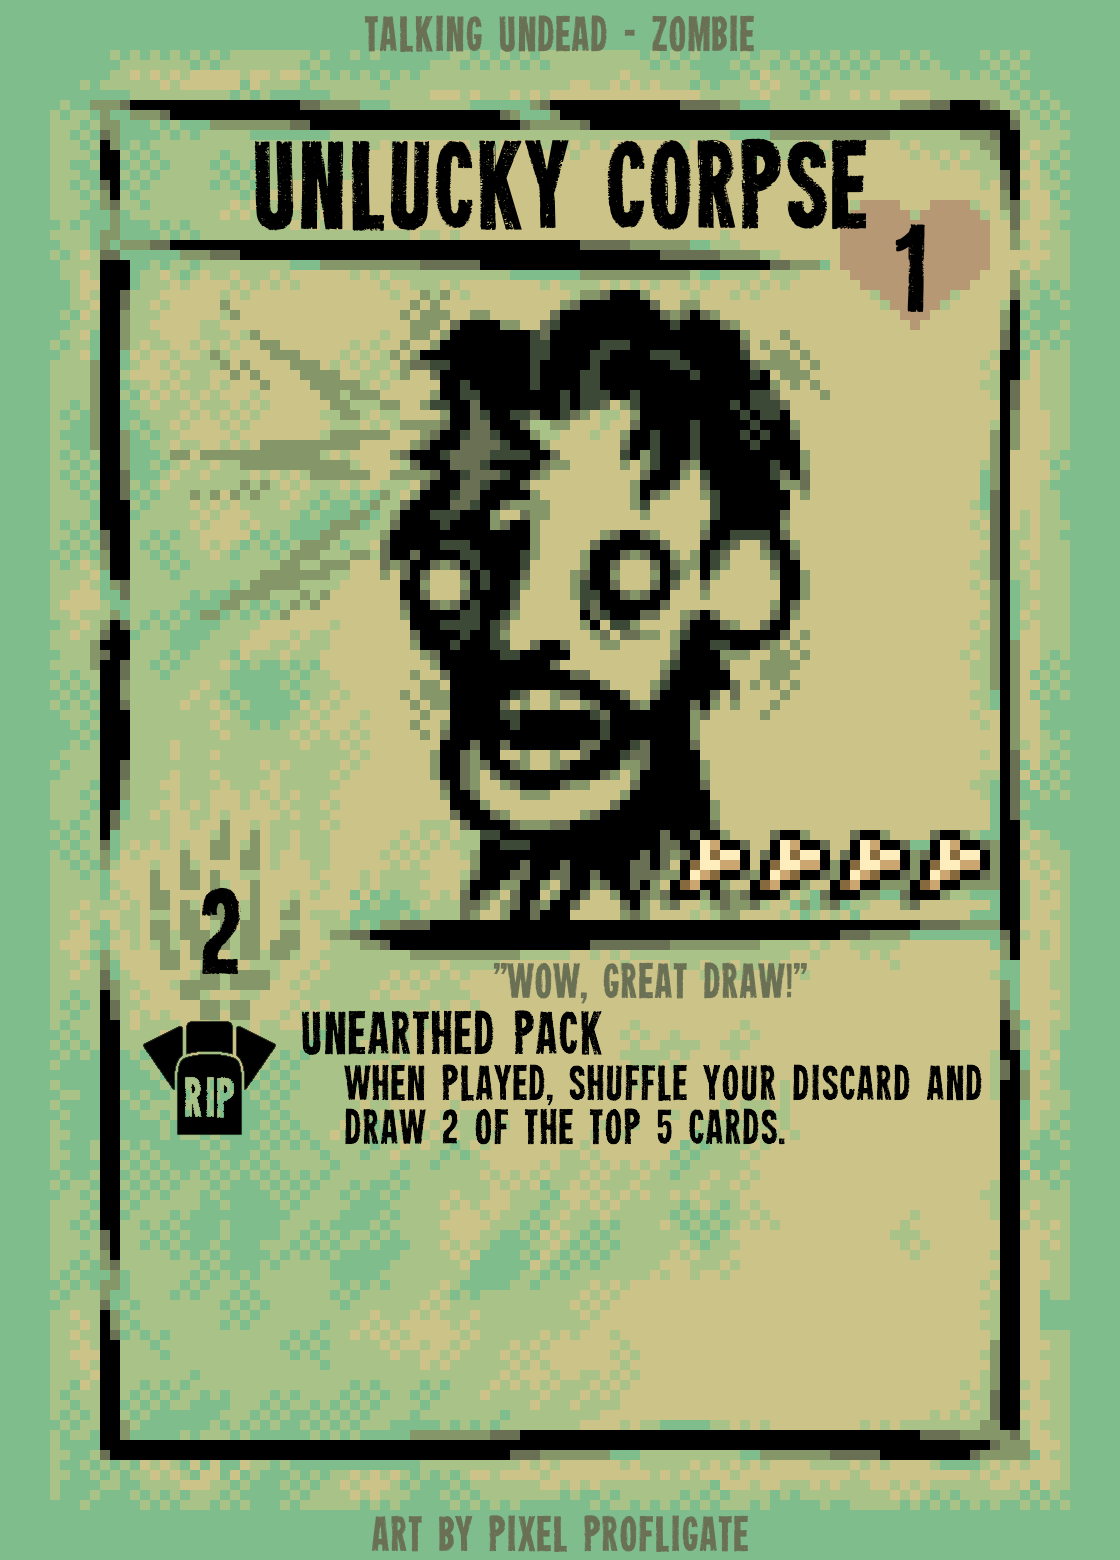 TALKING UNDEAD - ZOMBIE
UNLUCKY CORPSE
1
2
"WOW, GREAT DRAW!"
UNEARTHED PACK
RIP
WHEN PLAYED, SHUFFLE YOUR DISCARD AND
DRAW 2 OF THE TOP 5 CARDS.
ART BY PIXEL PROFLIGATE